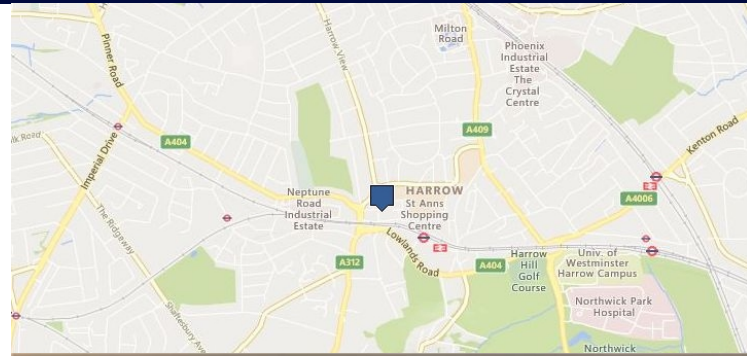 Pinner Road
Harrow View
Milton
Road
Phoenix
Industrial
Estate
The
Crystal
Centre
A404
A409
Kenton Road
Imperial Drive
The Ridgeway
Neptune
Road
Industrial
Estate
HARROW
St Anns
Shopping
Centre
A4006
A312
Lowlands Road
A404
Harrow
Hill
Golf
Course
Univ. of
Westminster
Harrow Campus
Northwick Park
Hospital
Shaftesbury Ave
Northwick